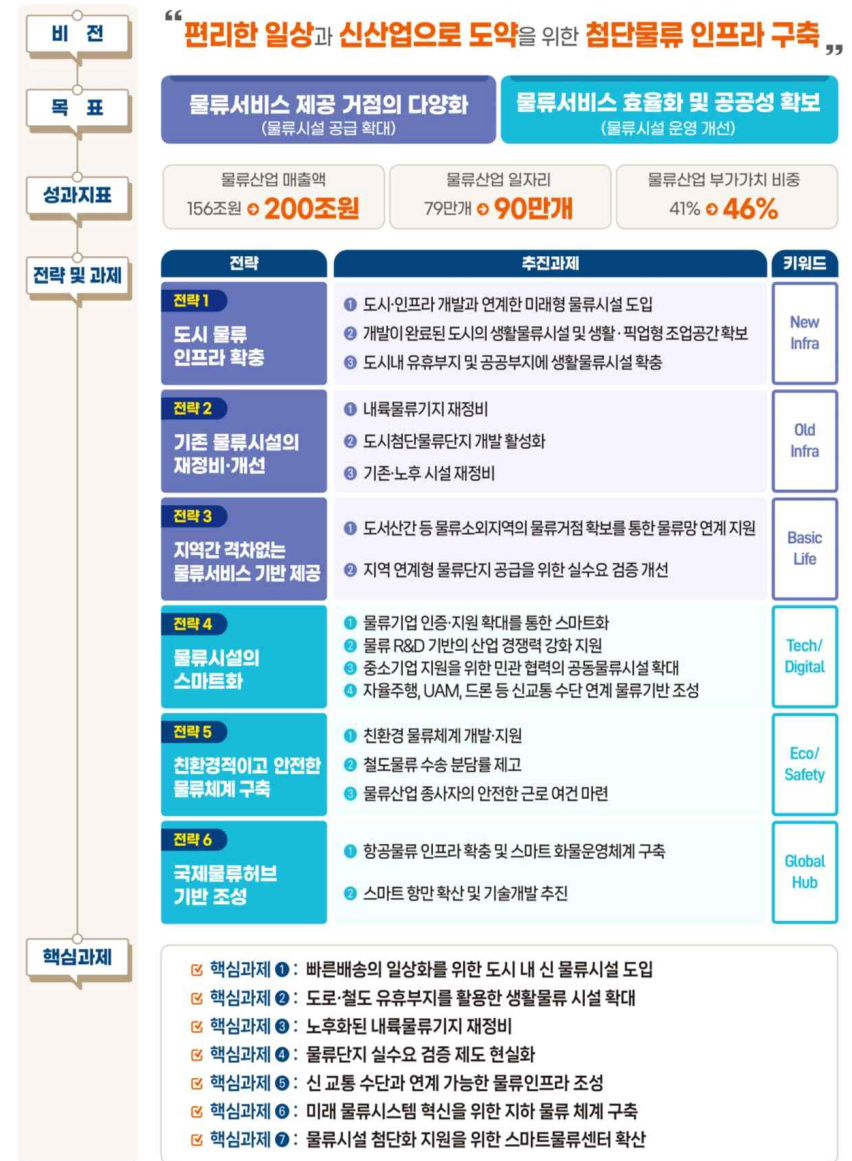 비 전
“편리한 일상과 신산업으로 도약을 위한 첨단물류 인프라 구축”
목 표
물류서비스 제공 거점의 다양화
(물류시설 공급 확대)
물류서비스 효율화 및 공공성 확보
(물류시설 운영 개선)
성과지표
물류산업 매출액
156조원 ➲ 200조원
물류산업 일자리
79만개 ➲ 90만개
물류산업 부가가치 비중
41% ➲ 46%
전략 및 과제
전략
추진과제
키워드
전략 1
도시 물류
인프라 확충
❶ 도시·인프라 개발과 연계한 미래형 물류시설 도입
❷ 개발이 완료된 도시의 생활물류시설 및 생활·픽업형 조업공간 확보
❸ 도시내 유휴부지 및 공공부지에 생활물류시설 확충
New
Infra
전략 2
기존 물류시설의
재정비·개선
❶ 내륙물류기지 재정비
❷ 도시첨단물류단지 개발 활성화
❸ 기존·노후 시설 재정비
Old
Infra
전략 3
지역간 격차없는
물류서비스 기반 제공
❶ 도서산간 등 물류소외지역의 물류거점 확보를 통한 물류망 연계 지원
❷ 지역 연계형 물류단지 공급을 위한 실수요 검증 개선
Basic
Life
전략 4
물류시설의
스마트화
❶ 물류기업 인증·지원 확대를 통한 스마트화
❷ 물류 R&D 기반의 산업 경쟁력 강화 지원
❸ 중소기업 지원을 위한 민관 협력의 공동물류시설 확대
❹ 자율주행, UAM, 드론 등 신교통 수단 연계 물류기반 조성
Tech/
Digital
전략 5
친환경적이고 안전한
물류체계 구축
❶ 친환경 물류체계 개발·지원
❷ 철도물류 수송 분담률 제고
❸ 물류산업 종사자의 안전한 근로 여건 마련
Eco/
Safety
전략 6
국제물류허브
기반 조성
❶ 항공물류 인프라 확충 및 스마트 화물운영체계 구축
❷ 스마트 항만 확산 및 기술개발 추진
Global
Hub
핵심과제
핵심과제 ❶ : 빠른배송의 일상화를 위한 도시 내 신 물류시설 도입
핵심과제 ❷ : 도로·철도 유휴부지를 활용한 생활물류 시설 확대
핵심과제 ❸ : 노후화된 내륙물류기지 재정비
핵심과제 ❹ : 물류단지 실수요 검증 제도 현실화
핵심과제 ❺ : 신 교통 수단과 연계 가능한 물류인프라 조성
핵심과제 ❻ : 미래 물류시스템 혁신을 위한 지하 물류 체계 구축
핵심과제 ❼ : 물류시설 첨단화 지원을 위한 스마트물류센터 확산